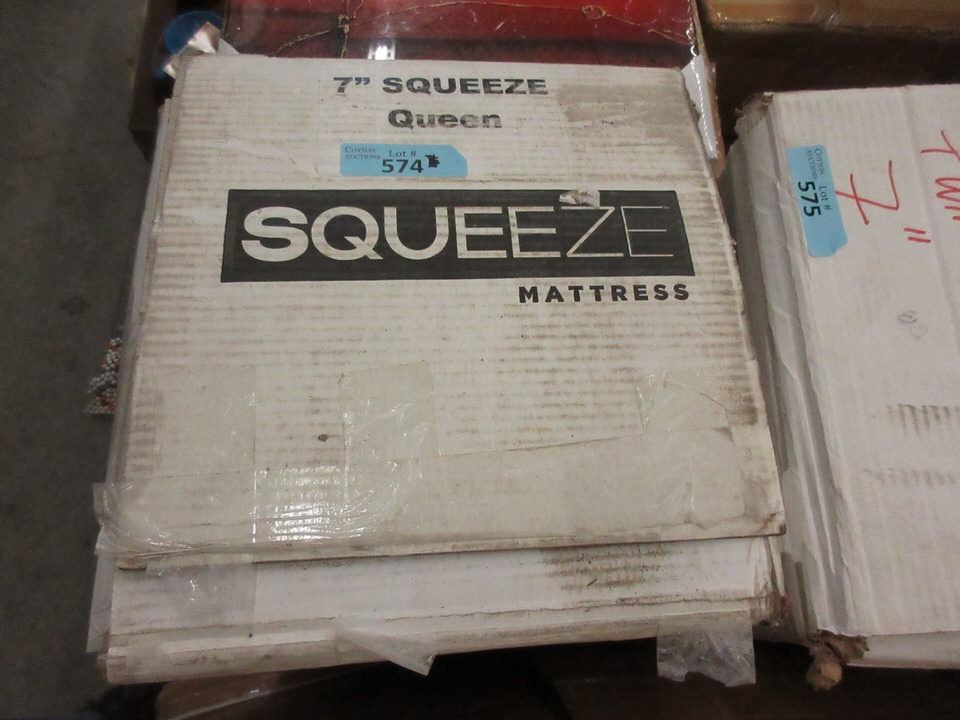 7” SQUEEZE
Queen
COTTON AUCTIONS Lot #
574
SQUEEZE
MATTRESS
COTTON AUCTIONS Lot #
575
7"